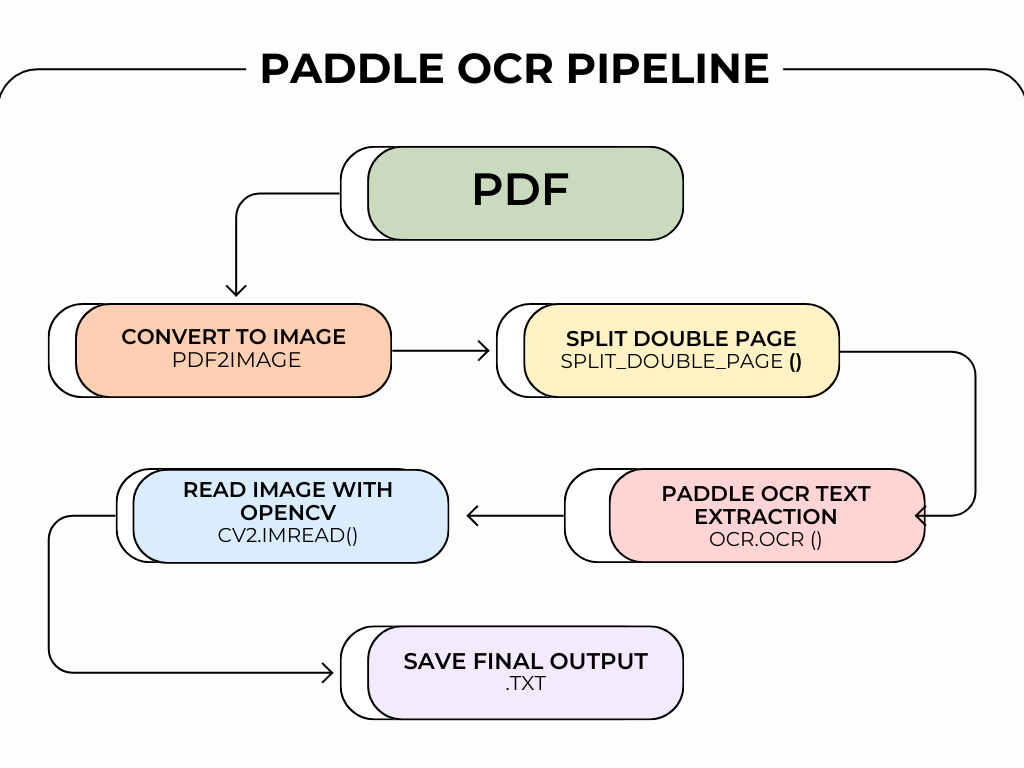 PADDLE OCR PIPELINE
PDF
CONVERT TO IMAGE
PDF2IMAGE
SPLIT DOUBLE PAGE
SPLIT_DOUBLE_PAGE ()
PADDLE OCR TEXT
EXTRACTION
OCR.OCR ()
READ IMAGE WITH
OPENCV
CV2.IMREAD()
SAVE FINAL OUTPUT
.TXT